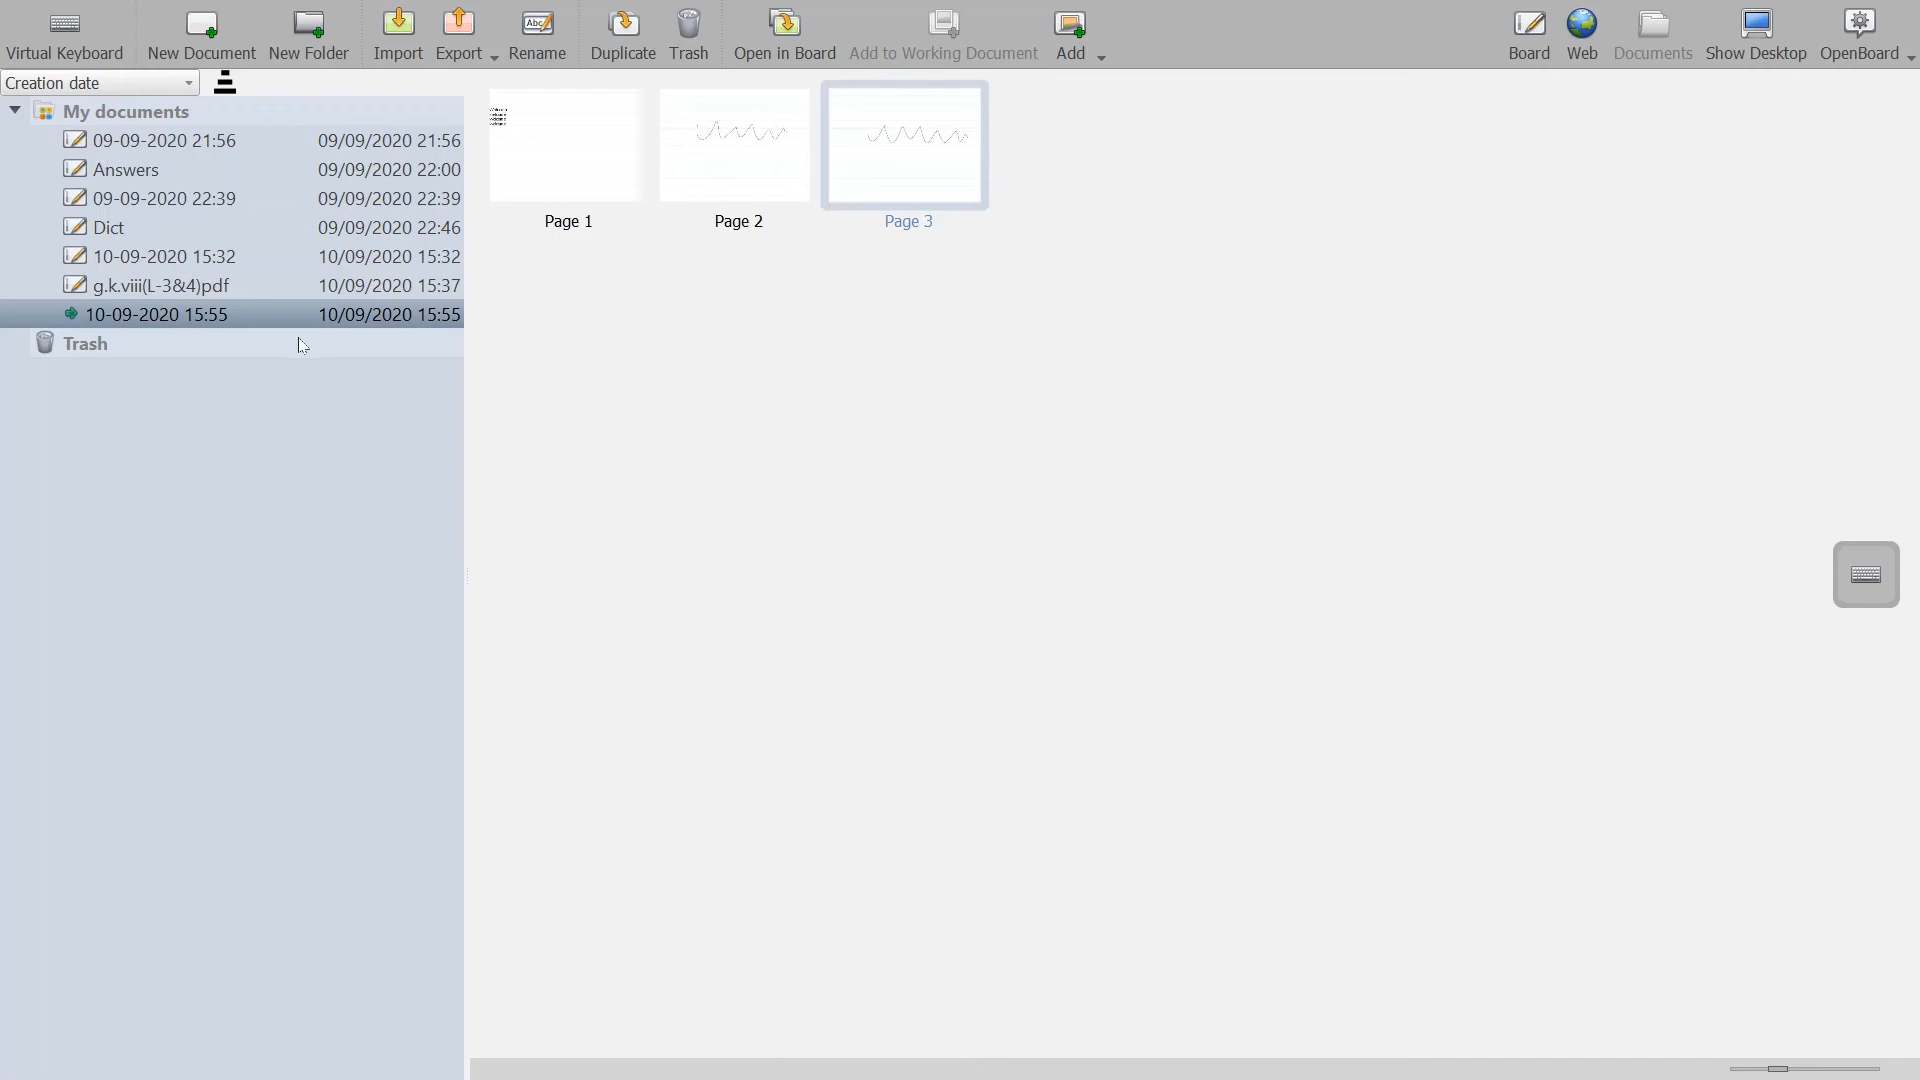 Virtual Keyboard New Document New Folder Import Export Rename Duplicate Trash Open in Board Add to Working Document Add Board Web Documents Show Desktop OpenBoard
Creation date
My documents
09-09-2020 21:56 09/09/2020 21:56
Answers 09/09/2020 22:00
09-09-2020 22:39 09/09/2020 22:39
Dict 09/09/2020 22:46
10-09-2020 15:32 10/09/2020 15:32
g.k.viii(L-3&4)pdf 10/09/2020 15:37
10-09-2020 15:55 10/09/2020 15:55
Trash
Page 1 Page 2 Page 3